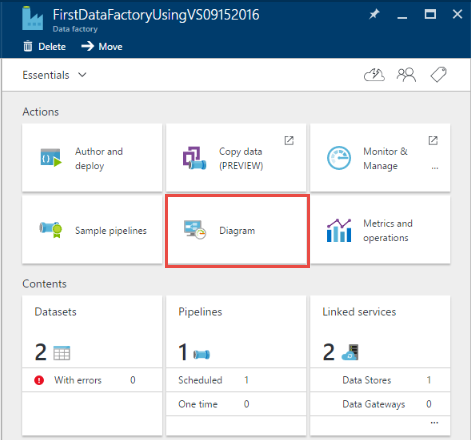 FirstDataFactoryUsingVS09152016
Data factory
Delete Move
Essentials
Actions
Author and
deploy
Copy data
(PREVIEW)
Monitor &
Manage
...
Sample pipelines
Diagram
Metrics and
operations
Contents
Datasets
2
With errors 0
Pipelines
1
Scheduled 1
One time 0
Linked services
2
Data Stores 1
Data Gateways 0
...